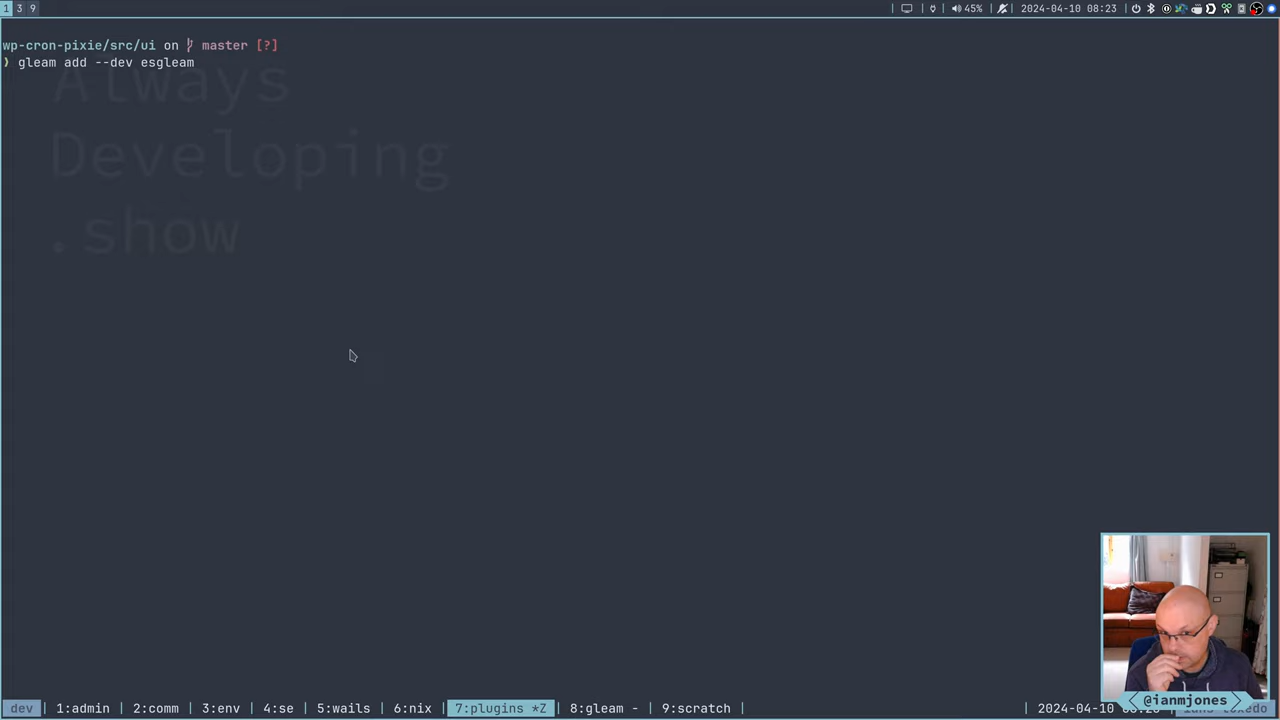 1 3 9
45% | 2024-04-10 08:23
wp-cron-pixie/src/ui on master [?]
❯ gleam add --dev esgleam
Always
Developing
.show
@ianmjones
dev 1:admin | 2:comm | 3:env | 4:se | 5:wails | 6:nix | 7:plugins *Z | 8:gleam - | 9:scratch |
| 2024-04-10